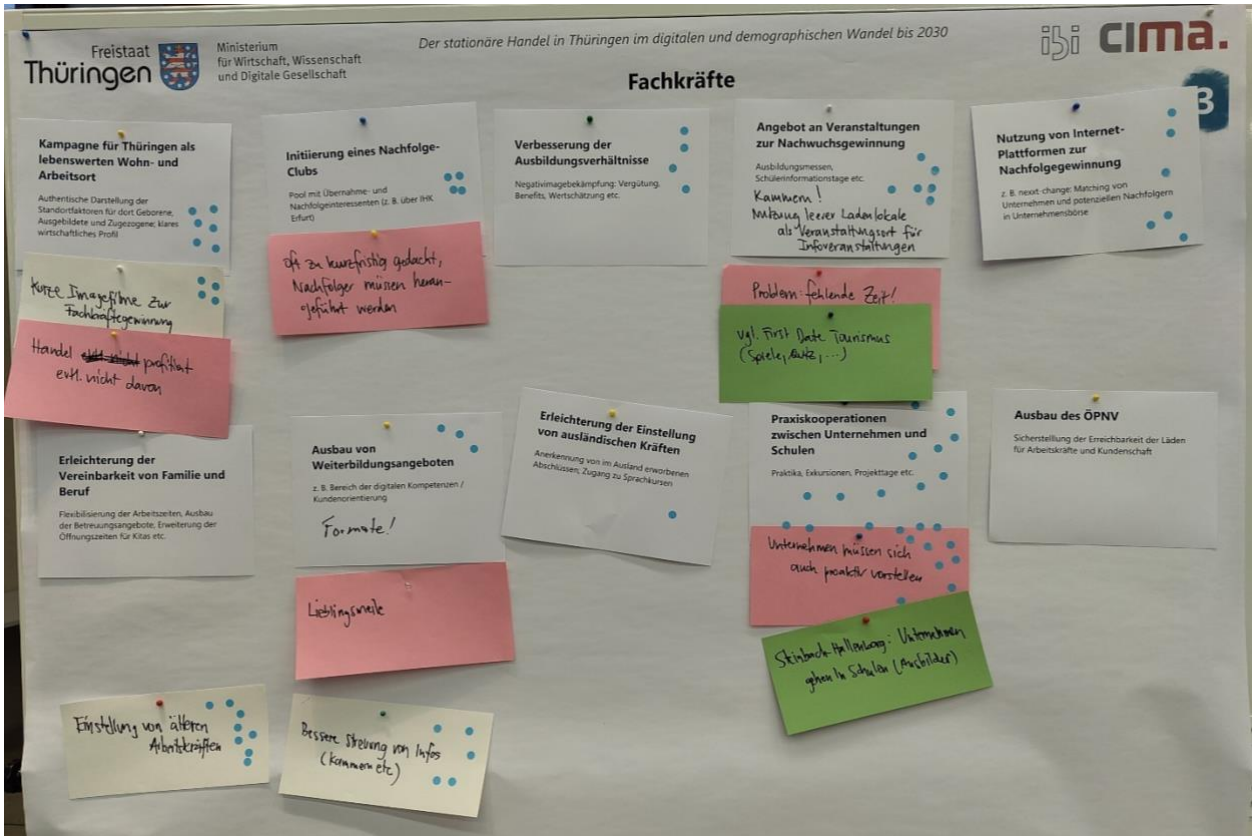 Freistaat
Thüringen
Ministerium
für Wirtschaft, Wissenschaft
und Digitale Gesellschaft
Der stationäre Handel in Thüringen im digitalen und demographischen Wandel bis 2030
ibi
cima.
Fachkräfte
3
Kampagne für Thüringen als
lebenswerten Wohn- und
Arbeitsort
Authentische Darstellung der
Standortfaktoren für dort Geborene,
Ausgebildete und Zugezogene; klares
wirtschaftliches Profil
Kurze Imagefilme zur
Fachkräftegewinnung
Handel profitiert
evtl. nicht davon
Initiierung eines Nachfolge-
Clubs
Pool mit Übernahme- und
Nachfolgeinteressenten (z. B. über IHK
Erfurt)
oft zu kurzfristig gedacht,
Nachfolger müssen heran-
geführt werden
Verbesserung der
Ausbildungsverhältnisse
Negativimagebekämpfung: Vergütung,
Benefits, Wertschätzung etc.
Angebot an Veranstaltungen
zur Nachwuchsgewinnung
Ausbildungsmessen,
Schülerinformationstage etc.
Kammern!
Nutzung leerer Ladenlokale
als Veranstaltungsort für
Infoveranstaltungen
Problem: fehlende Zeit!
vgl. First Date Tourismus
(Spiele, Quiz, ...)
Nutzung von Internet-
Plattformen zur
Nachfolgegewinnung
z. B. nexxt-change: Matching von
Unternehmen und potenziellen Nachfolgern
in Unternehmensbörse
Erleichterung der
Vereinbarkeit von Familie und
Beruf
Flexibilisierung der Arbeitszeiten, Ausbau
der Betreuungsangebote, Erweiterung der
Öffnungszeiten für Kitas etc.
Ausbau von
Weiterbildungsangeboten
z. B. Bereich der digitalen Kompetenzen /
Kundenorientierung
Formate!
Lieblingsmeile
Erleichterung der Einstellung
von ausländischen Kräften
Anerkennung von im Ausland erworbenen
Abschlüssen, Zugang zu Sprachkursen
Praxiskooperationen
zwischen Unternehmen und
Schulen
Praktika, Exkursionen, Projekttage etc.
Unternehmen müssen sich
auch proaktiv vorstellen
Steinbach-Hallenberg: Unternehmen
gehen in Schulen (Ausbilder)
Ausbau des ÖPNV
Sicherstellung der Erreichbarkeit der Läden
für Arbeitskräfte und Kundschaft
Einstellung von älteren
Arbeitskräften
Bessere Streuung von Infos
(Kammern etc)